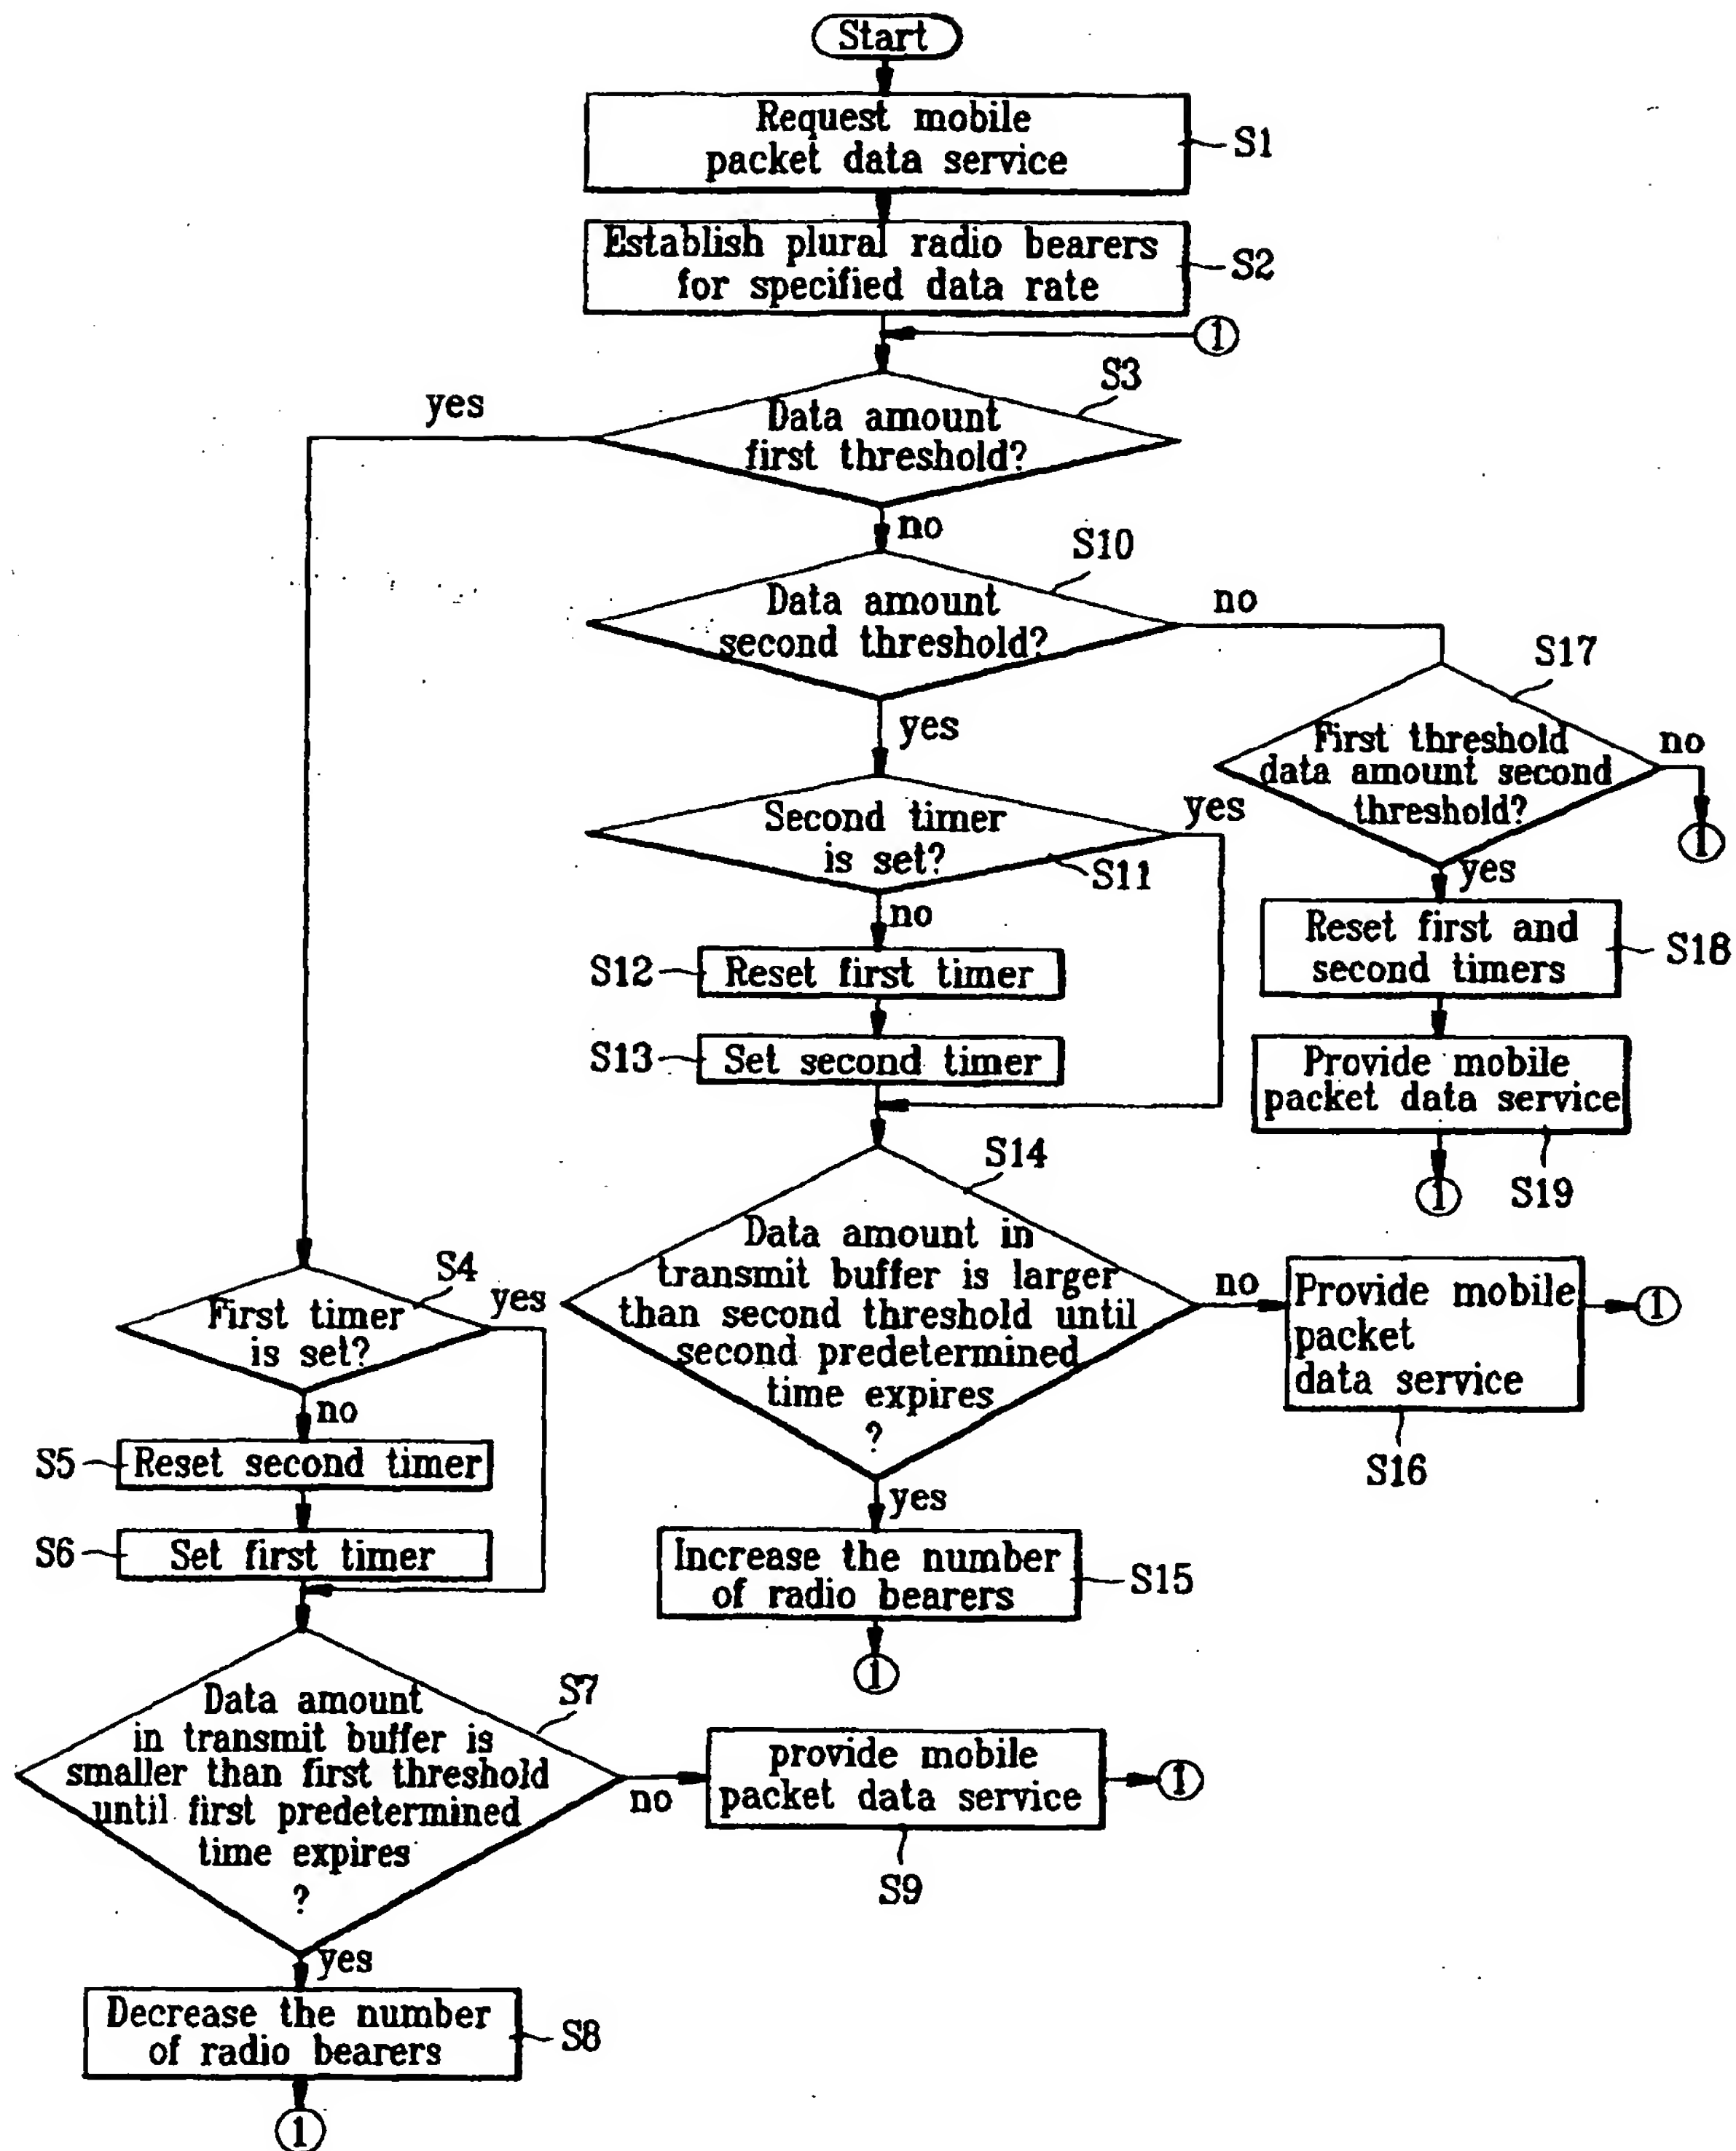 Start
Request mobile
packet data service
S1
Establish plural radio bearers
for specified data rate
S2
1
S3
yes
Data amount
first threshold?
no
S10
Data amount
second threshold?
no
S17
yes
First threshold
data amount second
threshold?
no
1
Second timer
is set?
yes
S11
yes
no
Reset first and
second timers
S18
S12
Reset first timer
S13
Set second timer
Provide mobile
packet data service
S19
1
S14
Data amount in
transmit buffer is larger
than second threshold until
second predetermined
time expires
?
no
Provide mobile
packet
data service
1
S16
S4
First timer
is set?
yes
no
S5
Reset second timer
S6
Set first timer
yes
Increase the number
of radio bearers
S15
1
S7
Data amount
in transmit buffer is
smaller than first threshold
until first predetermined
time expires
?
no
provide mobile
packet data service
1
S9
yes
Decrease the number
of radio bearers
S8
1